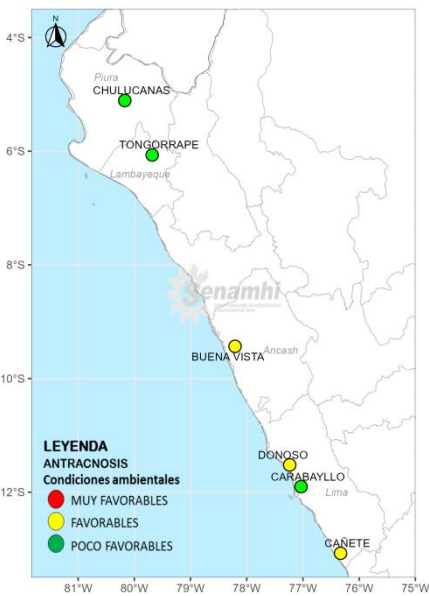 N
4°S
Piura
CHULUCANAS
TONGORRAPE
6°S
Lambayeque
8°S
Senamhi
BUENA VISTA
Ancash
10°S
LEYENDA
ANTRACNOSIS
Condiciones ambientales
MUY FAVORABLES
FAVORABLES
POCO FAVORABLES
DONOSO
CARABAYLLO
Lima
12°S
CAÑETE
81°W 80°W 79°W 78°W 77°W 76°W 75°W